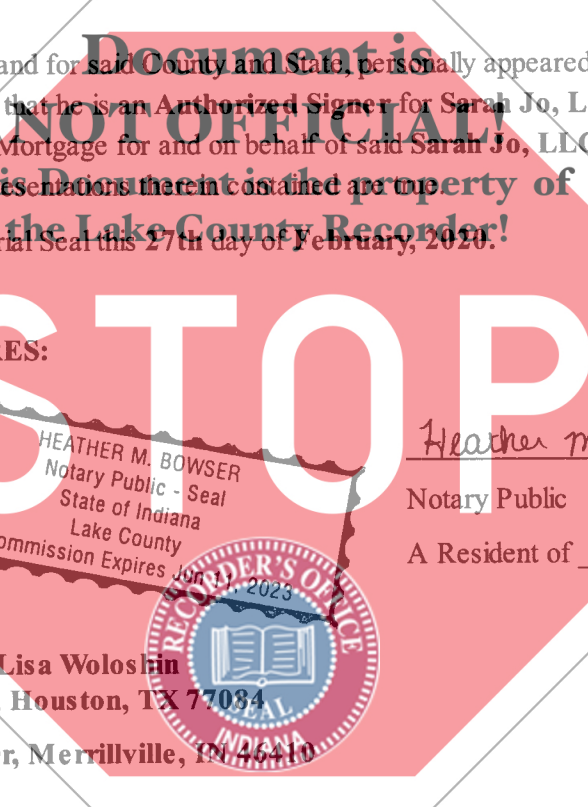 Document is
and for said County and State, personally appeared
that he is an Authorized Signer for Sarah Jo, L
NOT OFFICIAL!
Mortgage for and on behalf of said Sarah Jo, LLC
is Document is the property of
esentations therein contained are true.
the Lake County Recorder!
rial Seal this 27th day of February, 2020.
STOP
RES:
HEATHER M. BOWSER
Notary Public - Seal
State of Indiana
Lake County
ommission Expires Jun 11, 2023
Heather m
Notary Public
A Resident of _
RECORDER'S OFFICE
SEAL
INDIANA
Lisa Woloshin
Houston, TX 77084
r, Merrillville, IN 46410